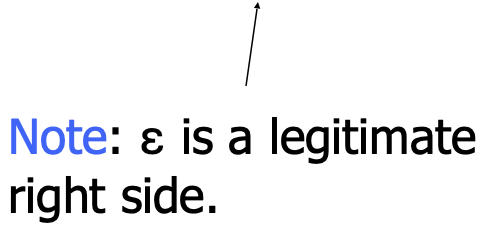 Note: ε is a legitimate
right side.